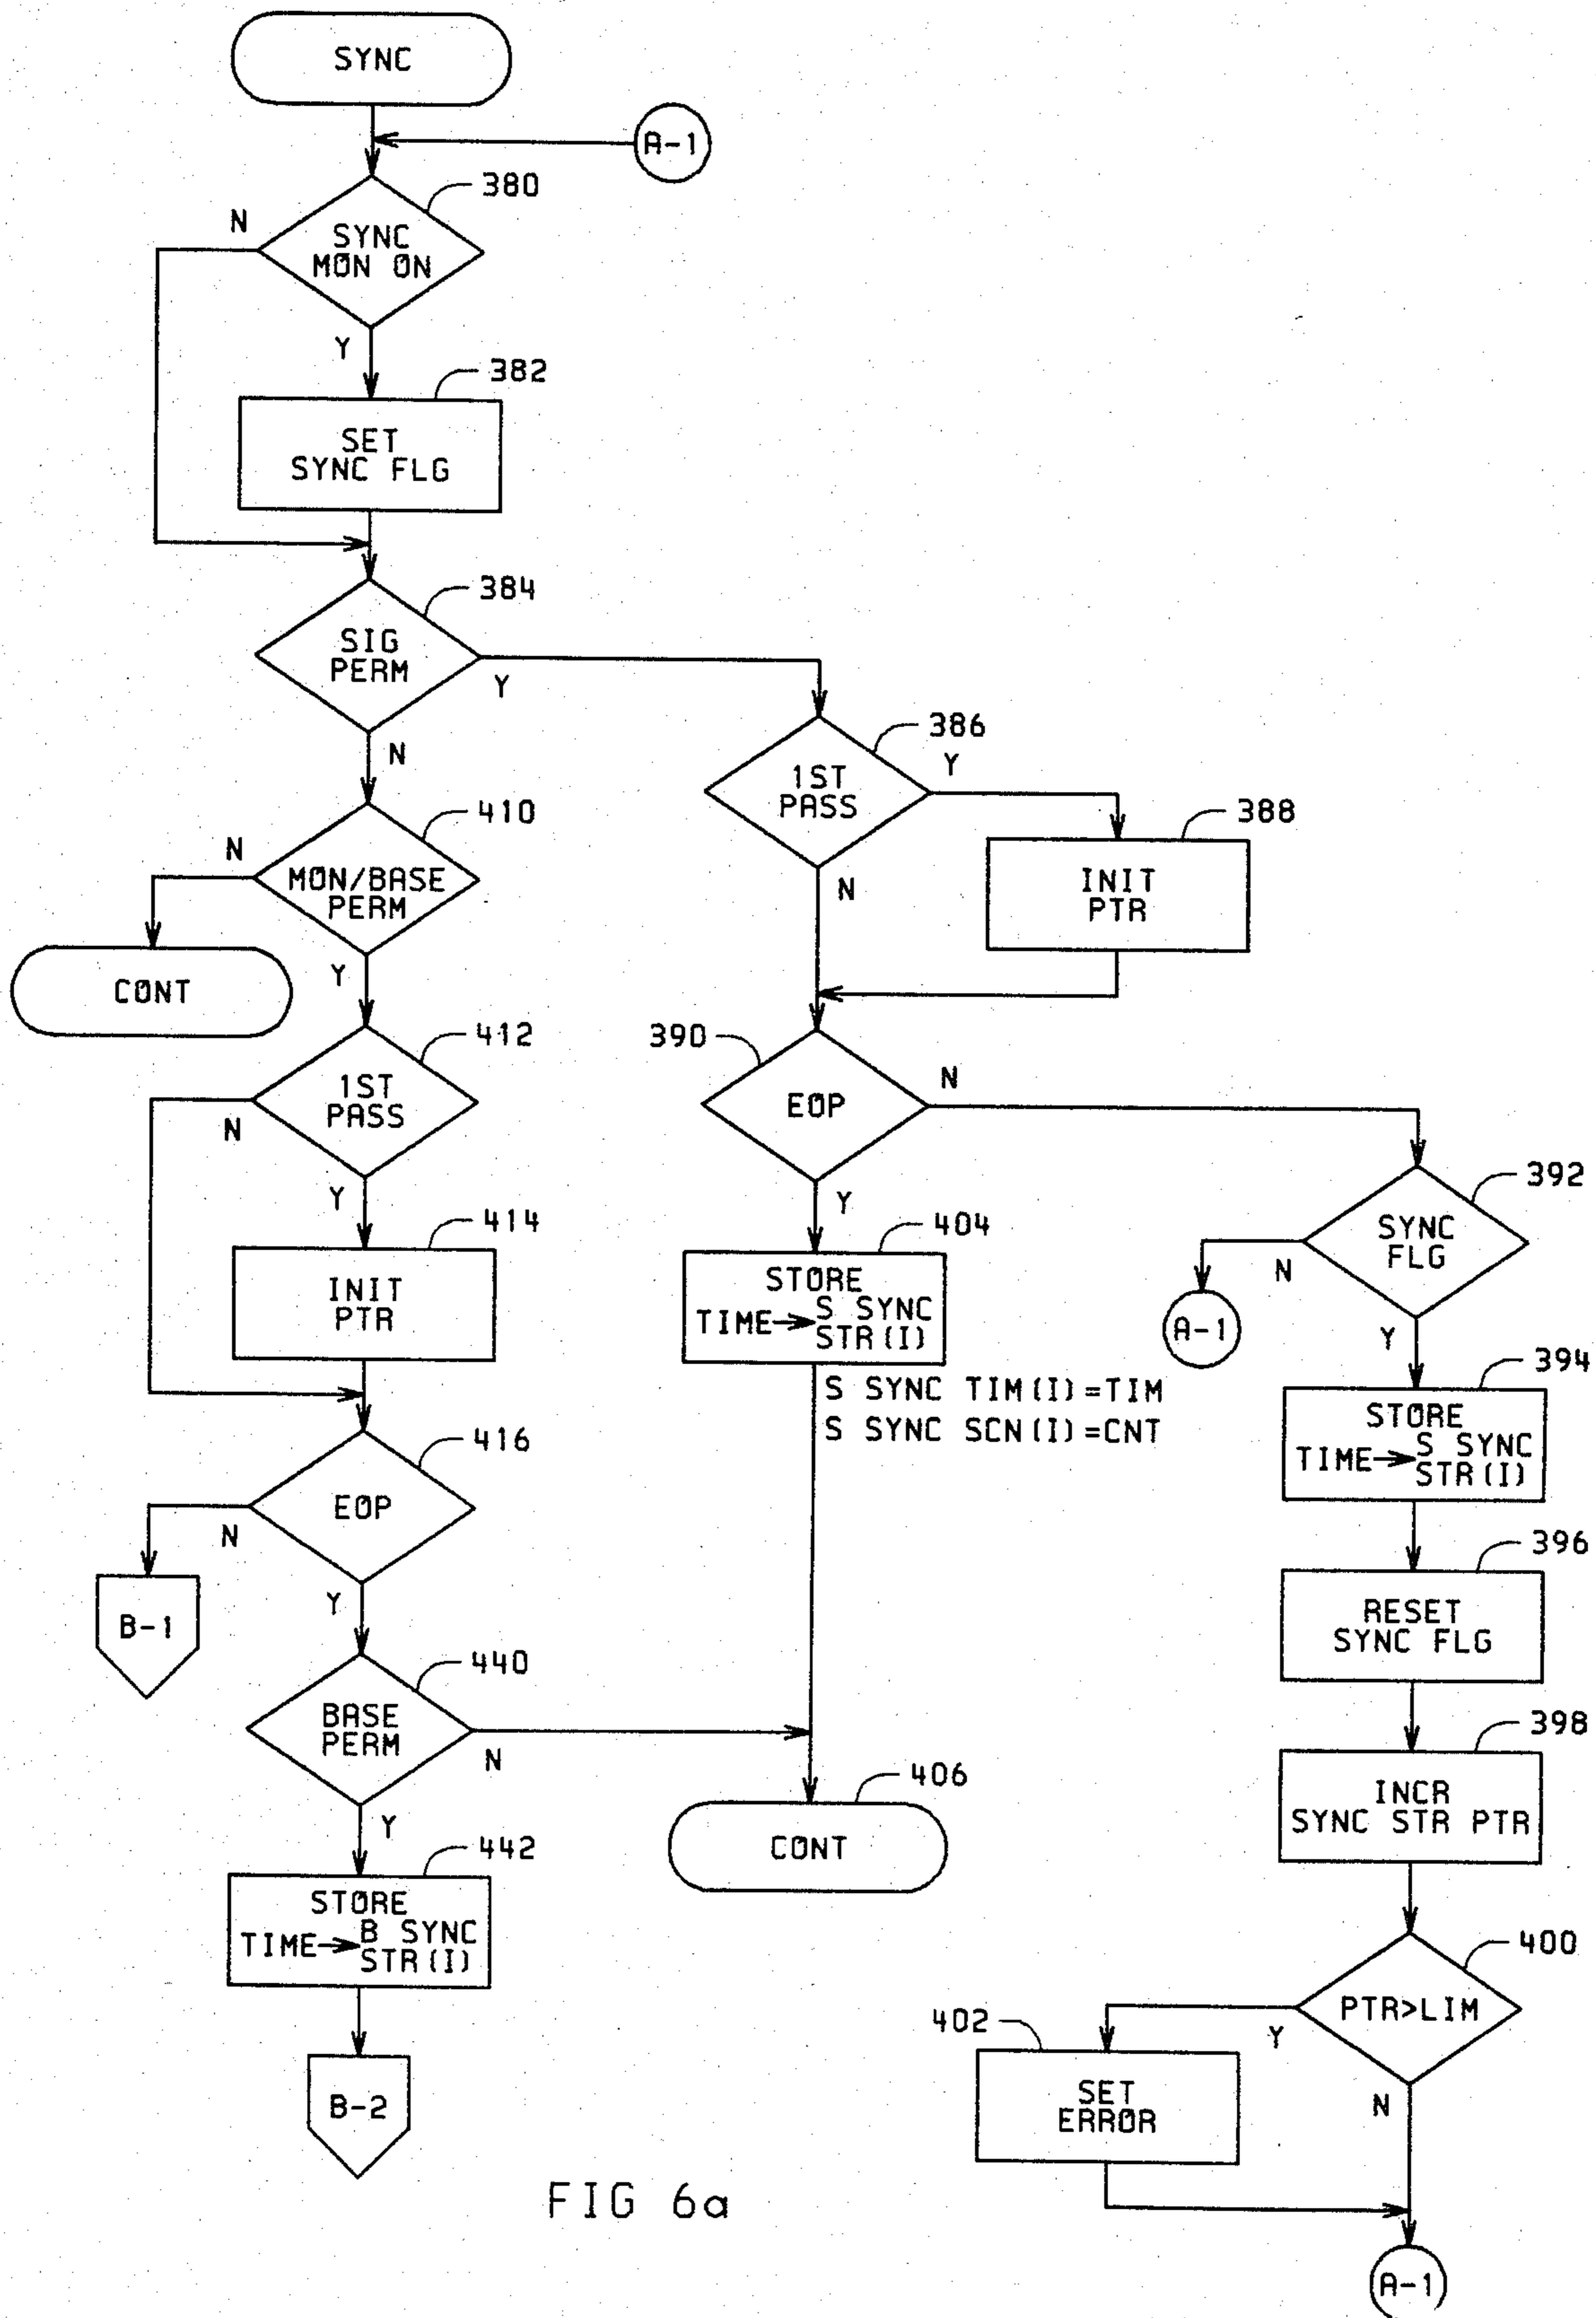 SYNC
A-1
380
N
SYNC
MON ON
Y
382
SET
SYNC FLG
384
SIG
PERM
Y
N
386
Y
1ST
PASS
N
388
INIT
PTR
410
N
MON/BASE
PERM
Y
CONT
412
1ST
PASS
N
Y
414
INIT
PTR
390
N
EOP
Y
392
SYNC
FLG
N
Y
A-1
404
STORE
TIME→S SYNC
STR(I)
S SYNC TIM(I)=TIM
S SYNC SCN(I)=CNT
394
STORE
TIME→S SYNC
STR(I)
416
EOP
N
Y
B-1
396
RESET
SYNC FLG
440
BASE
PERM
N
Y
398
INCR
SYNC STR PTR
406
CONT
442
STORE
TIME→B SYNC
STR(I)
B-2
400
PTR>LIM
Y
N
402
SET
ERROR
A-1
FIG 6a